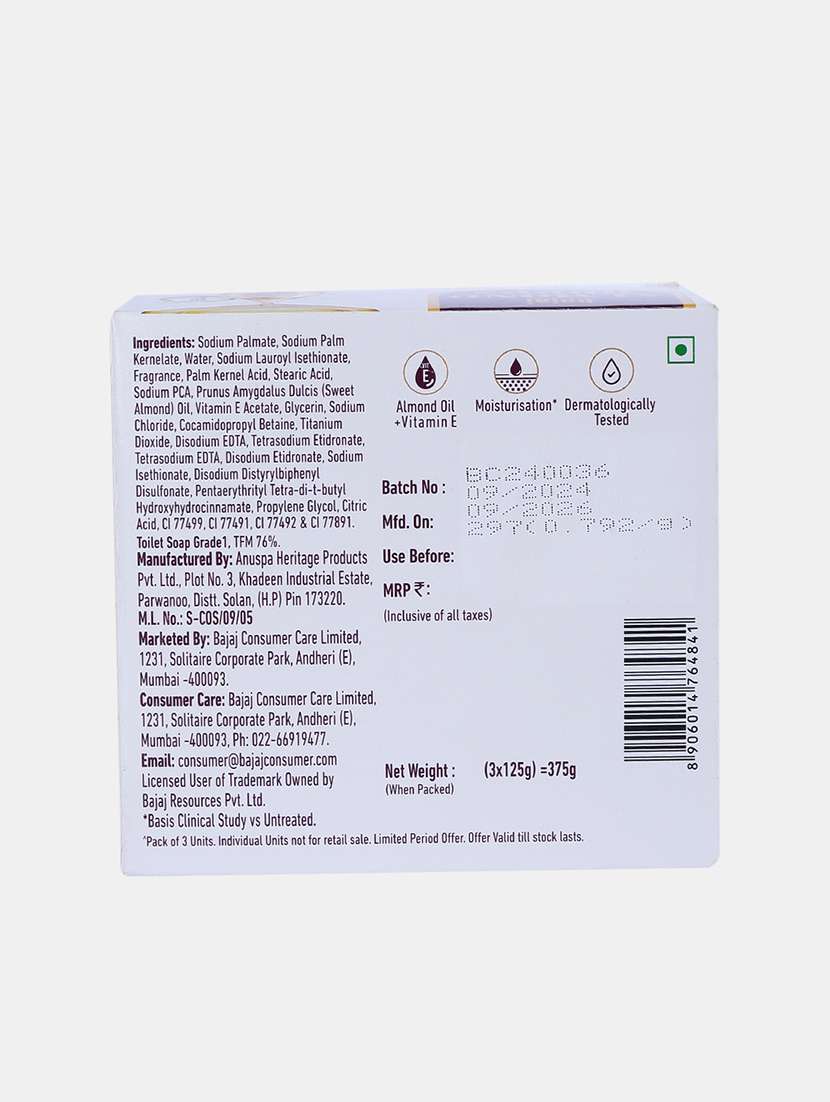 Ingredients: Sodium Palmate, Sodium Palm
Kernelate, Water, Sodium Lauroyl Isethionate,
Fragrance, Palm Kernel Acid, Stearic Acid,
Sodium PCA, Prunus Amygdalus Dulcis (Sweet
Almond) Oil, Vitamin E Acetate, Glycerin, Sodium
Chloride, Cocamidopropyl Betaine, Titanium
Dioxide, Disodium EDTA, Tetrasodium Etidronate,
Tetrasodium EDTA, Disodium Etidronate, Sodium
Isethionate, Disodium Distyrylbiphenyl
Disulfonate, Pentaerythrityl Tetra-di-t-butyl
Hydroxyhydrocinnamate, Propylene Glycol, Citric
Acid, CI 77499, CI 77491, CI 77492 & CI 77891.
Toilet Soap Grade1, TFM 76%.
Manufactured By: Anuspa Heritage Products
Pvt. Ltd., Plot No. 3, Khadeen Industrial Estate,
Parwanoo, Distt. Solan, (H.P) Pin 173220.
M.L. No.: S-COS/09/05
Marketed By: Bajaj Consumer Care Limited,
1231, Solitaire Corporate Park, Andheri (E),
Mumbai -400093.
Consumer Care: Bajaj Consumer Care Limited,
1231, Solitaire Corporate Park, Andheri (E),
Mumbai -400093, Ph: 022-66919477.
Email: consumer@bajajconsumer.com
Licensed User of Trademark Owned by
Bajaj Resources Pvt. Ltd.
*Basis Clinical Study vs Untreated.
^Pack of 3 Units. Individual Units not for retail sale. Limited Period Offer. Offer Valid till stock lasts.
E
Almond Oil
+Vitamin E
Moisturisation*
Dermatologically
Tested
Batch No :
Mfd. On:
Use Before:
MRP ₹:
(Inclusive of all taxes)
BC240036
09/2024
08/2026
297(0.792/g)
Net Weight : (3x125g) =375g
(When Packed)
8 906014 764841